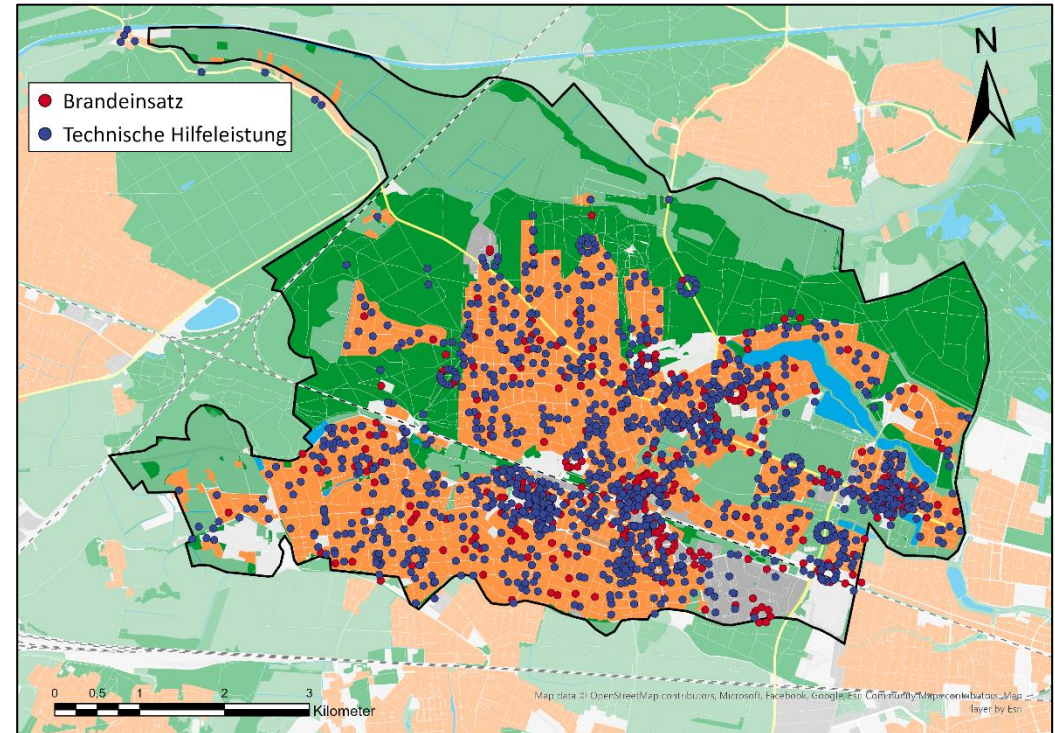 N
Brandeinsatz
Technische Hilfeleistung
0 0.5 1 2 3
Kilometer
Map data © OpenStreetMap contributors, Microsoft, Facebook, Google, Esri Community Maps contributors, Map
layer by Esri